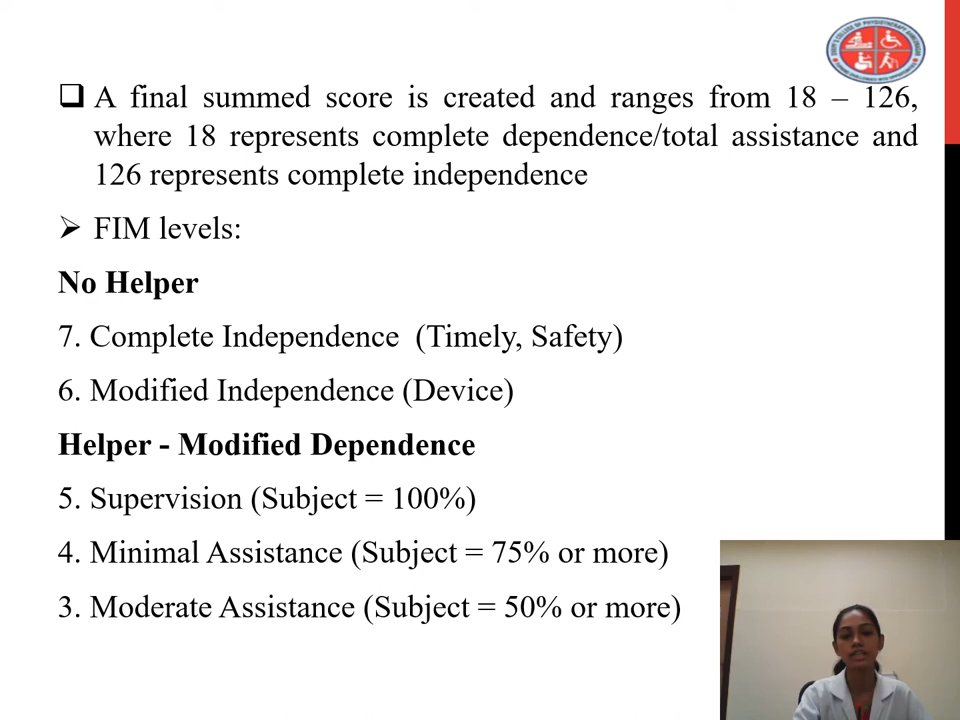 ❑ A final summed score is created and ranges from 18 – 126,
where 18 represents complete dependence/total assistance and
126 represents complete independence
➢ FIM levels:
No Helper
7. Complete Independence (Timely, Safety)
6. Modified Independence (Device)
Helper - Modified Dependence
5. Supervision (Subject = 100%)
4. Minimal Assistance (Subject = 75% or more)
3. Moderate Assistance (Subject = 50% or more)